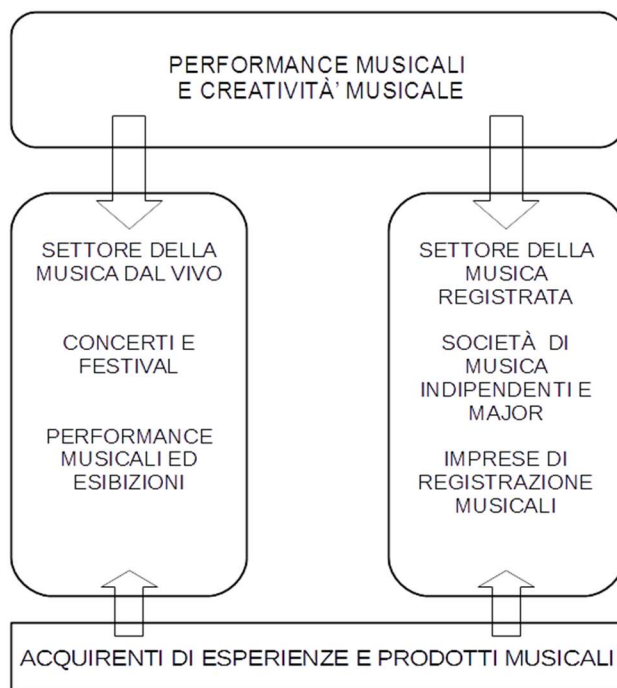 PERFORMANCE MUSICALI
E CREATIVITÀ’ MUSICALE
SETTORE DELLA
MUSICA DAL VIVO
CONCERTI E
FESTIVAL
PERFORMANCE
MUSICALI ED
ESIBIZIONI
SETTORE DELLA
MUSICA
REGISTRATA
SOCIETÀ DI
MUSICA
INDIPENDENTI E
MAJOR
IMPRESE DI
REGISTRAZIONE
MUSICALI
ACQUIRENTI DI ESPERIENZE E PRODOTTI MUSICALI